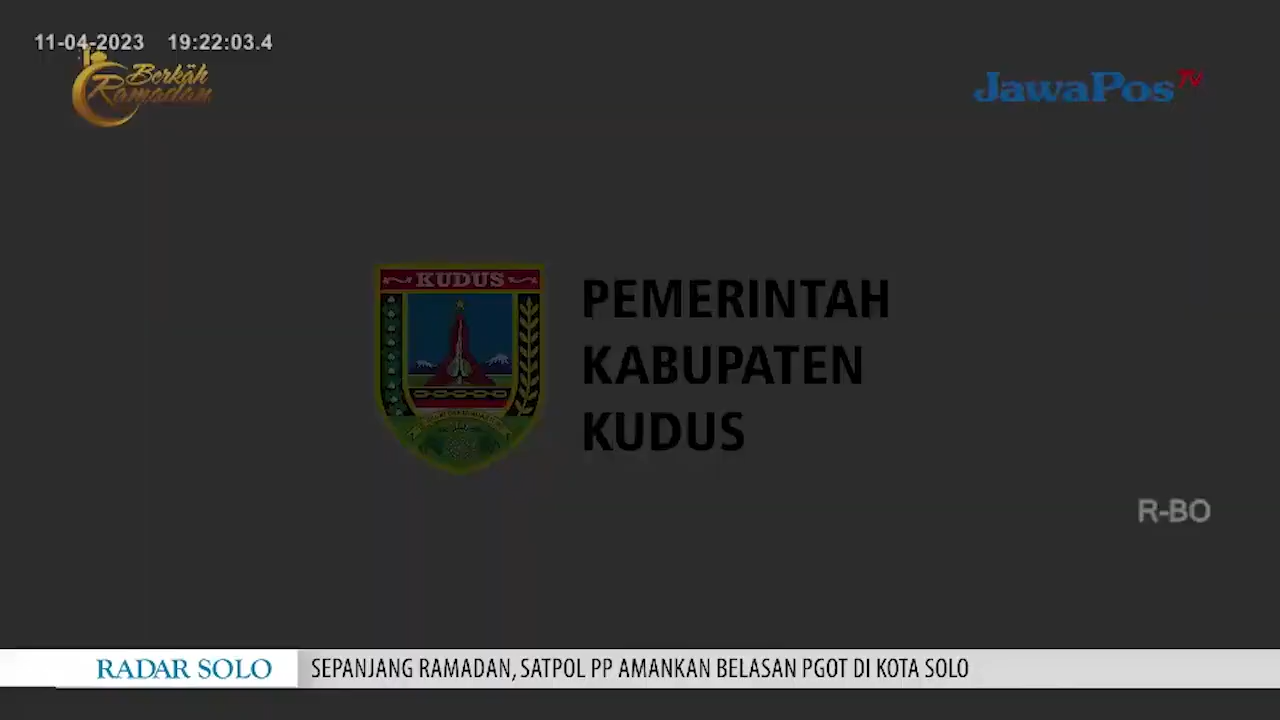 11-04-2023 19:22:03.4
Berkah
Ramadan
JawaPos TV
KUDUS
PEMERINTAH
KABUPATEN
KUDUS
R-BO
RADAR SOLO
SEPANJANG RAMADAN, SATPOL PP AMANKAN BELASAN PGOT DI KOTA SOLO